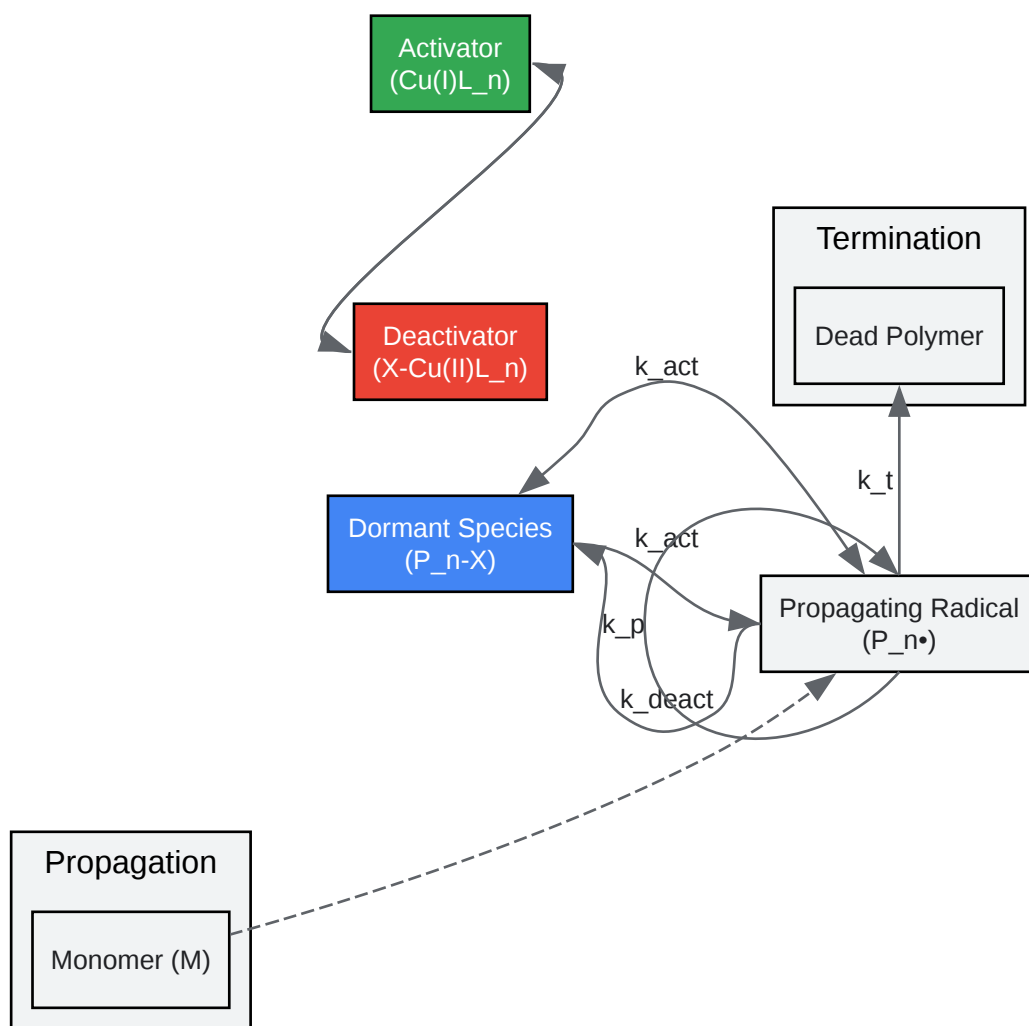 Activator
(Cu(I)L_n)
Termination
Dead Polymer
Deactivator
(X-Cu(II)L_n)
k_act
k_t
Dormant Species
(P_n-X)
k_act
Propagating Radical
(P_n•)
k_p
k_deact
Propagation
Monomer (M)